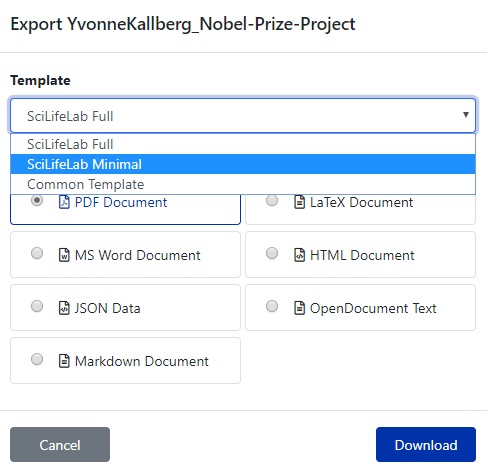 Export YvonneKallberg_Nobel-Prize-Project
Template
SciLifeLab Full
SciLifeLab Full
SciLifeLab Minimal
Common Template
PDF Document
LaTeX Document
MS Word Document
HTML Document
JSON Data
OpenDocument Text
Markdown Document
Cancel
Download